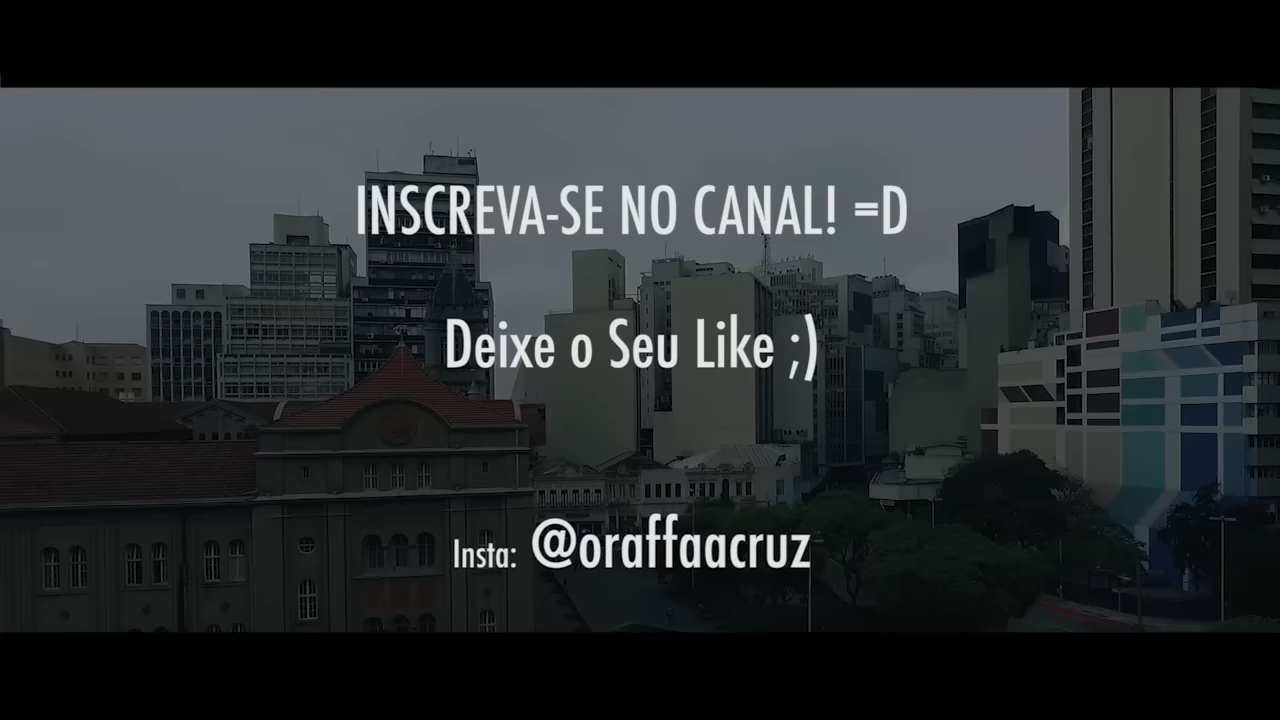 INSCREVA-SE NO CANAL! =D
Deixe o Seu Like ;)
Insta: @oraffaacruz